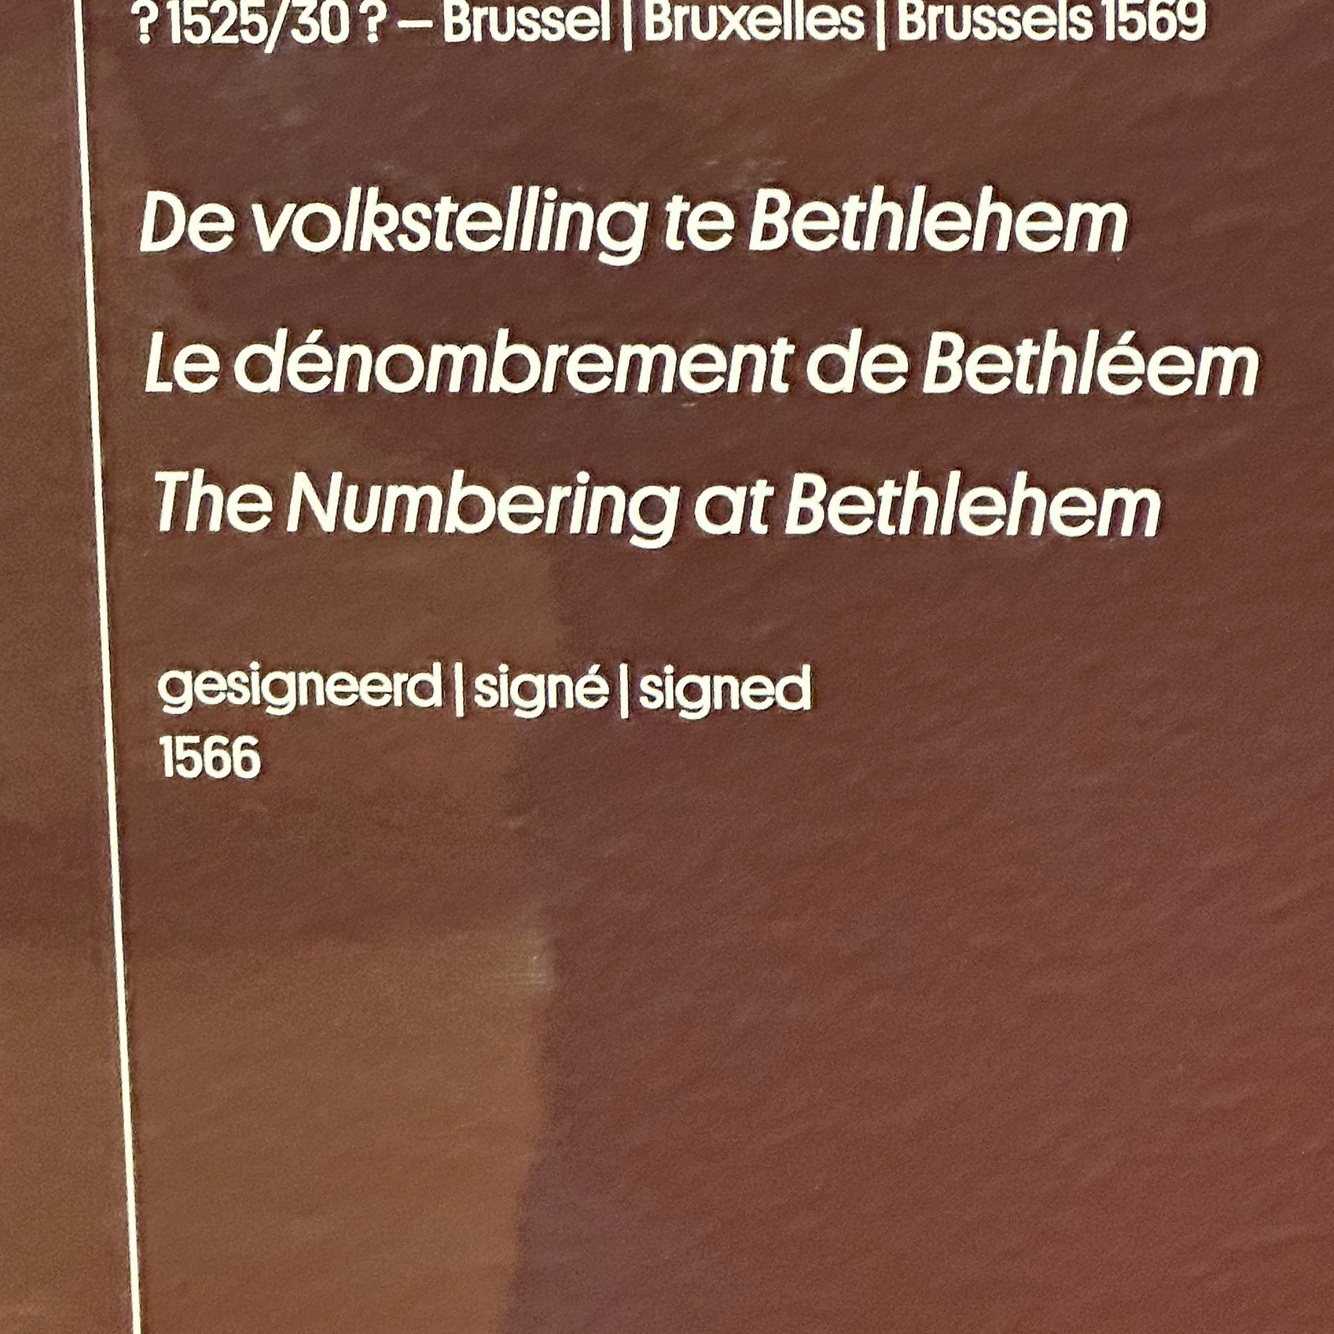 ? 1525/30 ? – Brussel | Bruxelles | Brussels 1569
De volkstelling te Bethlehem
Le dénombrement de Bethléem
The Numbering at Bethlehem
gesigneerd | signé | signed
1566